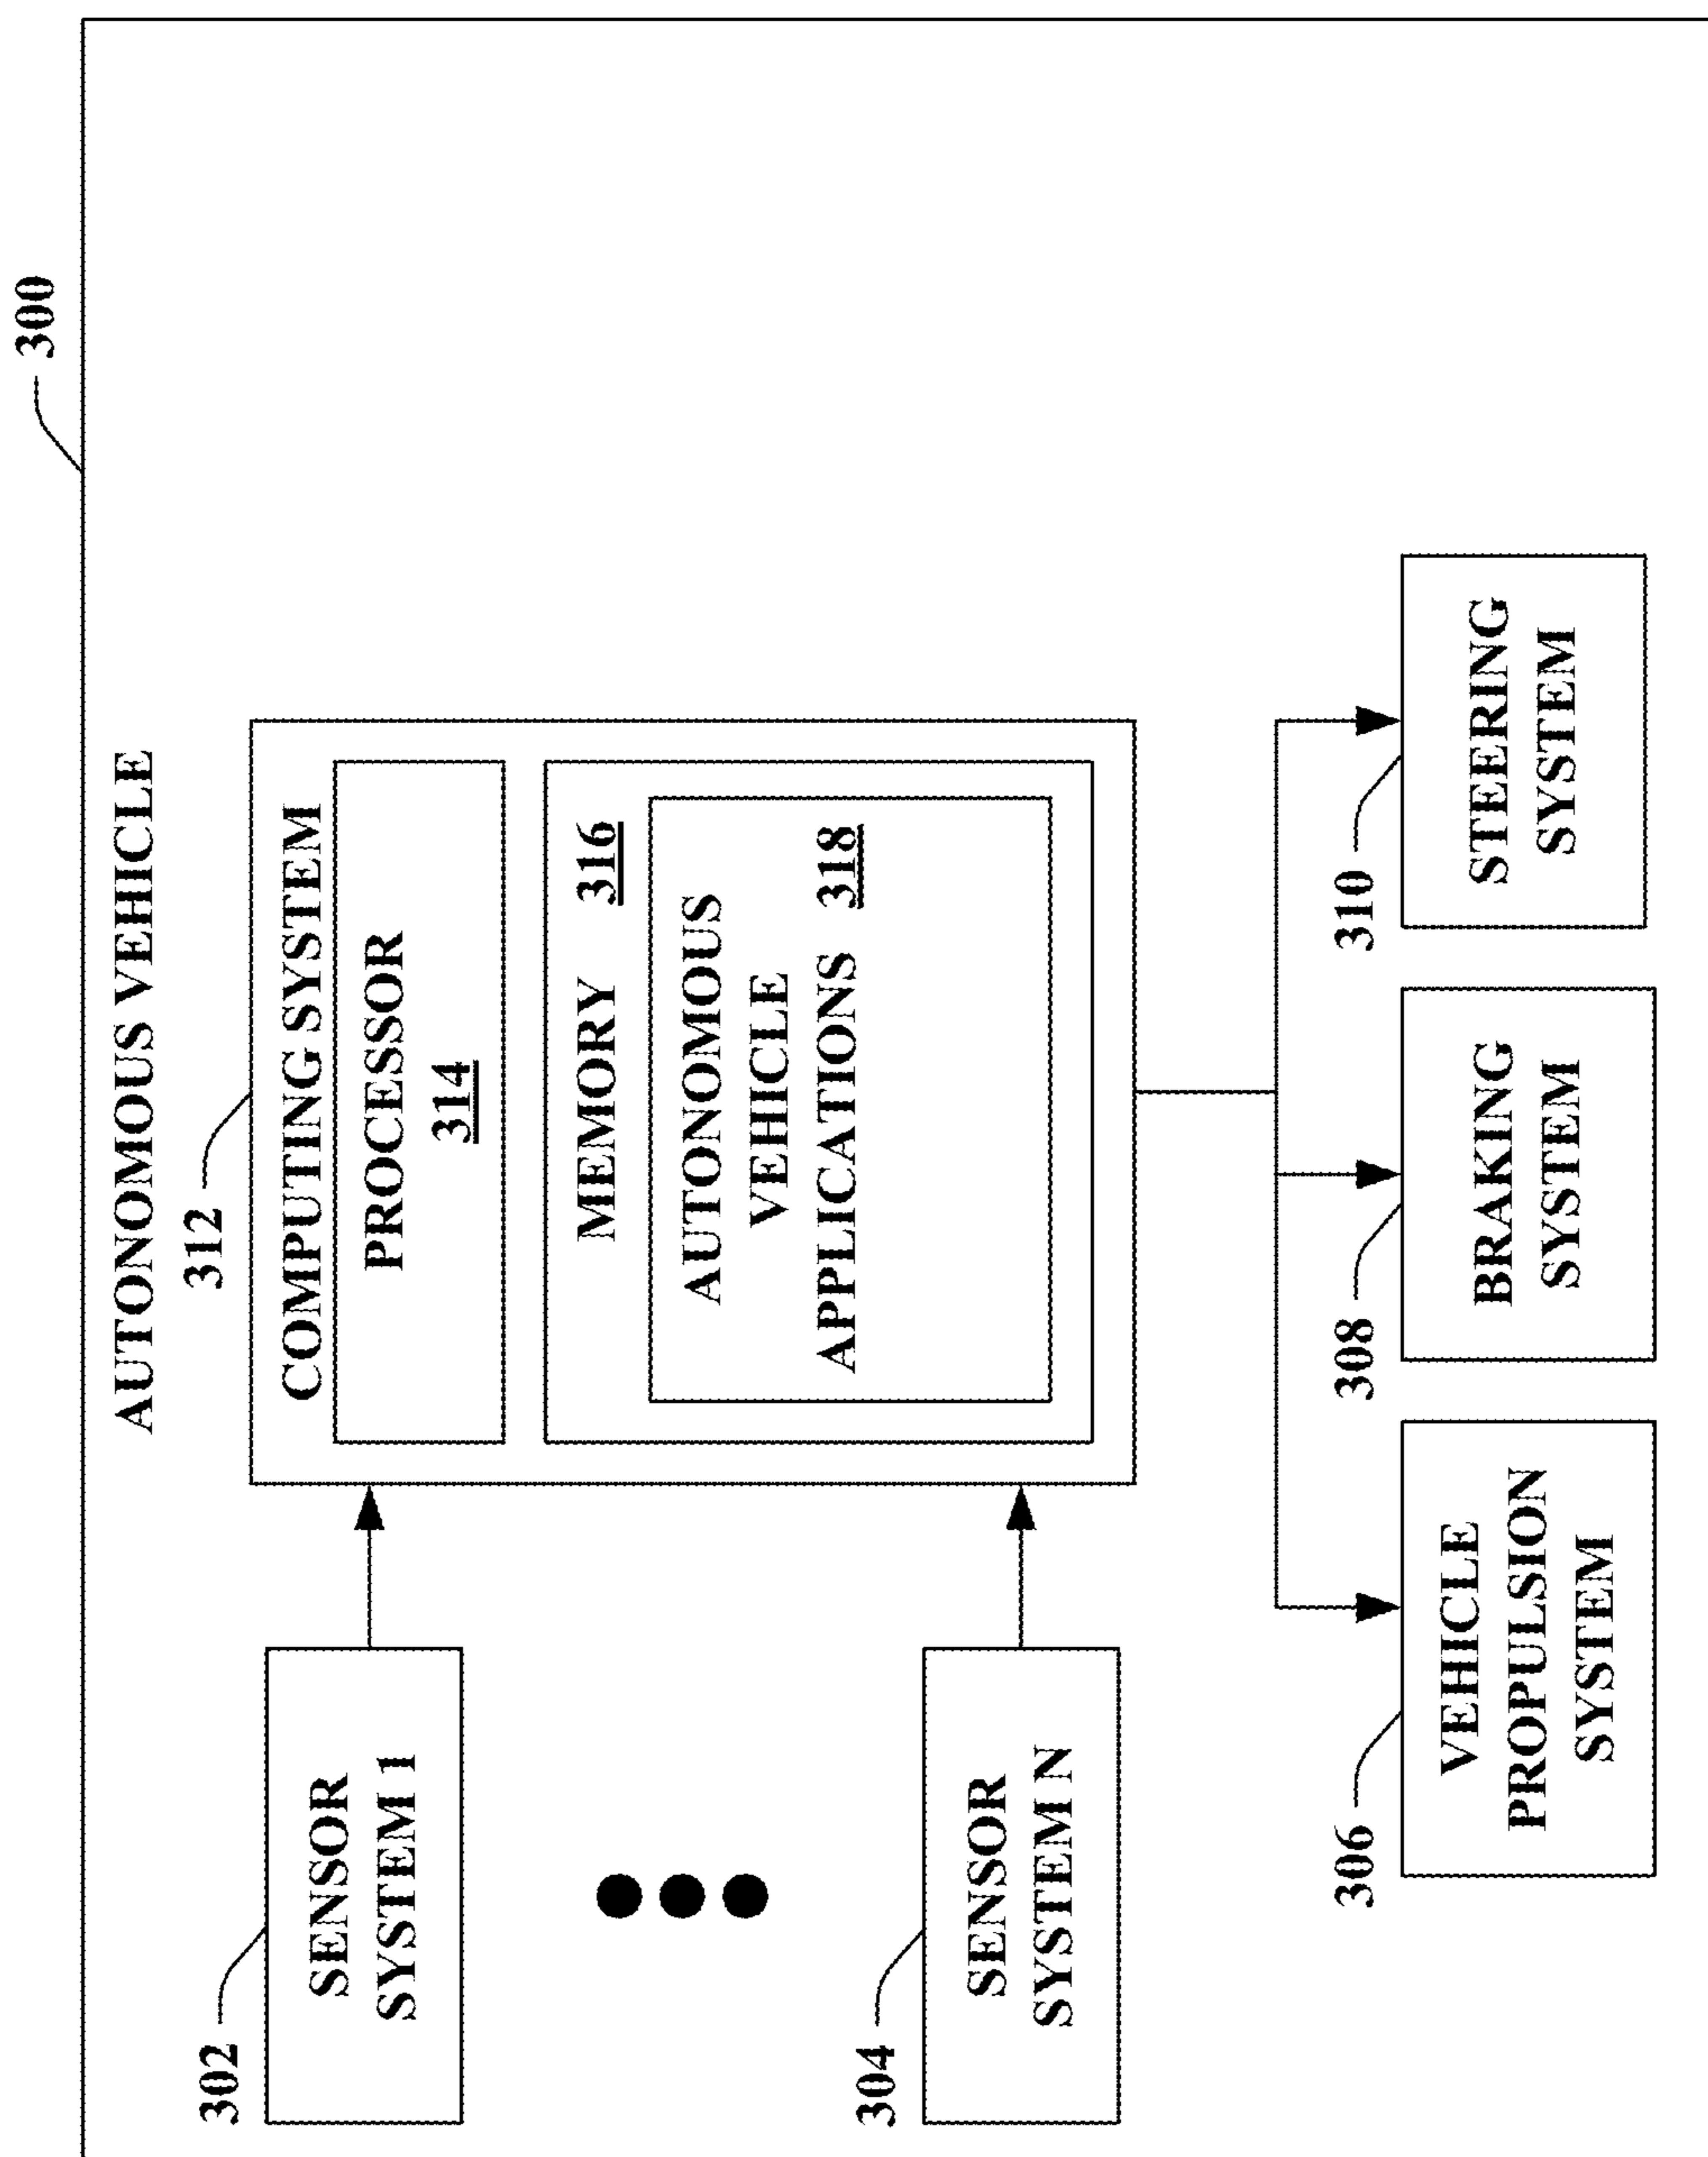 300
AUTONOMOUS VEHICLE
312
COMPUTING SYSTEM
PROCESSOR
314
MEMORY 316
AUTONOMOUS
VEHICLE
APPLICATIONS 318
302
SENSOR
SYSTEM 1
304
SENSOR
SYSTEM N
306
VEHICLE
PROPULSION
SYSTEM
308
BRAKING
SYSTEM
310
STEERING
SYSTEM